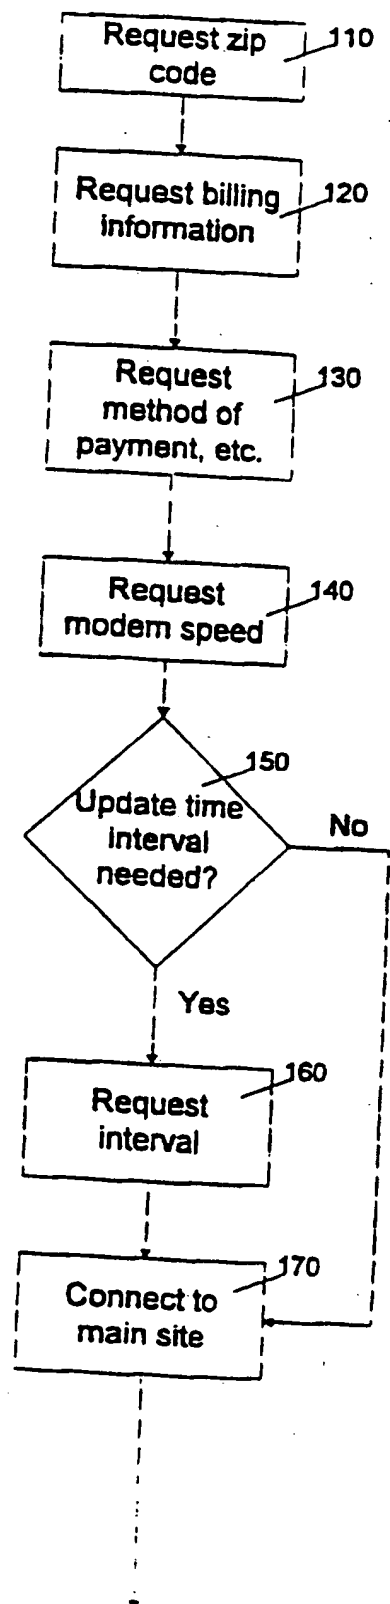 Request zip
code
110
Request billing
information
120
Request
method of
payment, etc.
130
Request
modem speed
140
150
Update time
interval
needed?
No
Yes
160
Request
interval
170
Connect to
main site